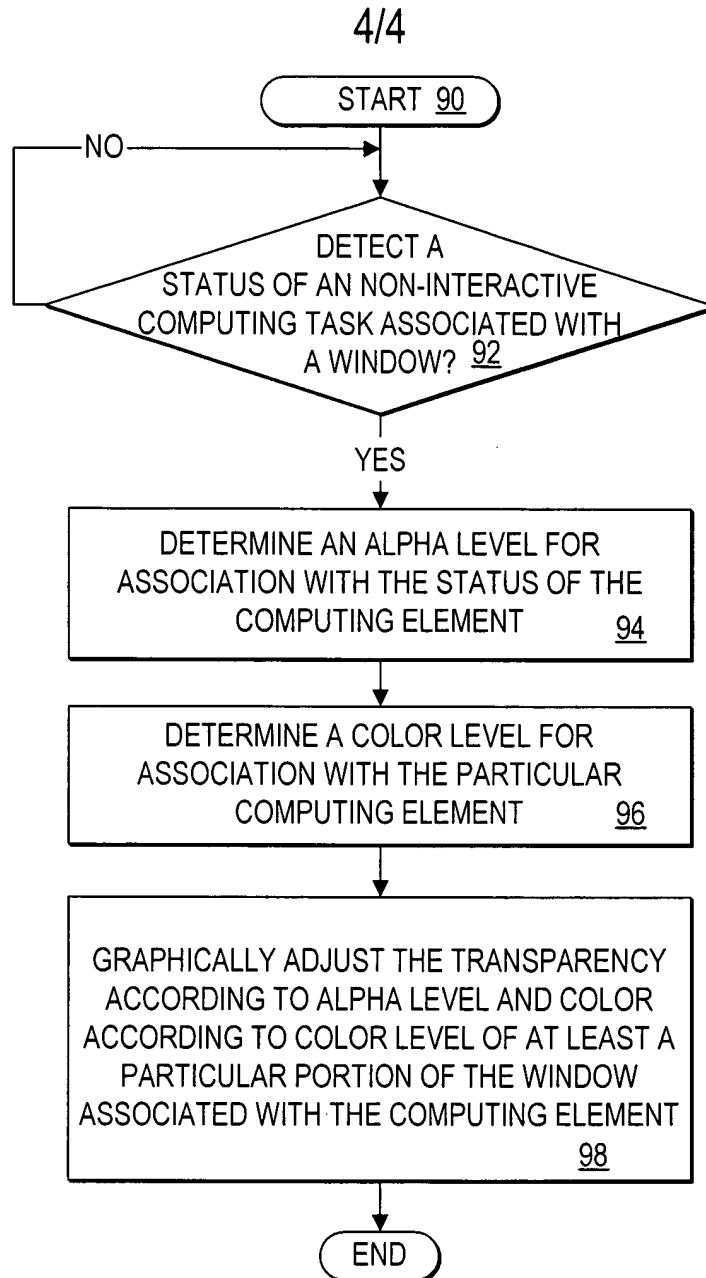 4/4
START 90
NO
DETECT A
STATUS OF AN NON-INTERACTIVE
COMPUTING TASK ASSOCIATED WITH
A WINDOW? 92
YES
DETERMINE AN ALPHA LEVEL FOR
ASSOCIATION WITH THE STATUS OF THE
COMPUTING ELEMENT 94
DETERMINE A COLOR LEVEL FOR
ASSOCIATION WITH THE PARTICULAR
COMPUTING ELEMENT 96
GRAPHICALLY ADJUST THE TRANSPARENCY
ACCORDING TO ALPHA LEVEL AND COLOR
ACCORDING TO COLOR LEVEL OF AT LEAST A
PARTICULAR PORTION OF THE WINDOW
ASSOCIATED WITH THE COMPUTING ELEMENT
98
END